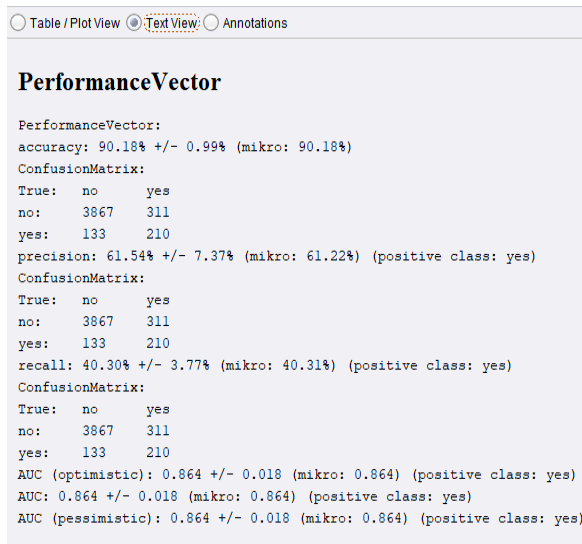 Table / Plot View Text View Annotations
PerformanceVector
PerformanceVector:
accuracy: 90.18% +/- 0.99% (mikro: 90.18%)
ConfusionMatrix:
True: no yes
no: 3867 311
yes: 133 210
precision: 61.54% +/- 7.37% (mikro: 61.22%) (positive class: yes)
ConfusionMatrix:
True: no yes
no: 3867 311
yes: 133 210
recall: 40.30% +/- 3.77% (mikro: 40.31%) (positive class: yes)
ConfusionMatrix:
True: no yes
no: 3867 311
yes: 133 210
AUC (optimistic): 0.864 +/- 0.018 (mikro: 0.864) (positive class: yes)
AUC: 0.864 +/- 0.018 (mikro: 0.864) (positive class: yes)
AUC (pessimistic): 0.864 +/- 0.018 (mikro: 0.864) (positive class: yes)